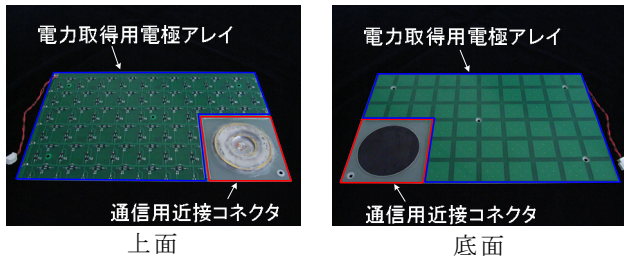 電力取得用電極アレイ
通信用近接コネクタ
上面
電力取得用電極アレイ
通信用近接コネクタ
底面